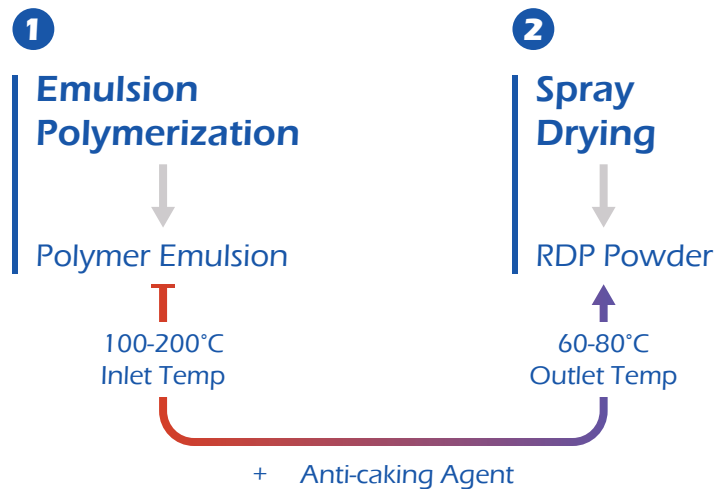 1
Emulsion
Polymerization
Polymer Emulsion
100-200°C
Inlet Temp
2
Spray
Drying
RDP Powder
60-80°C
Outlet Temp
+ Anti-caking Agent